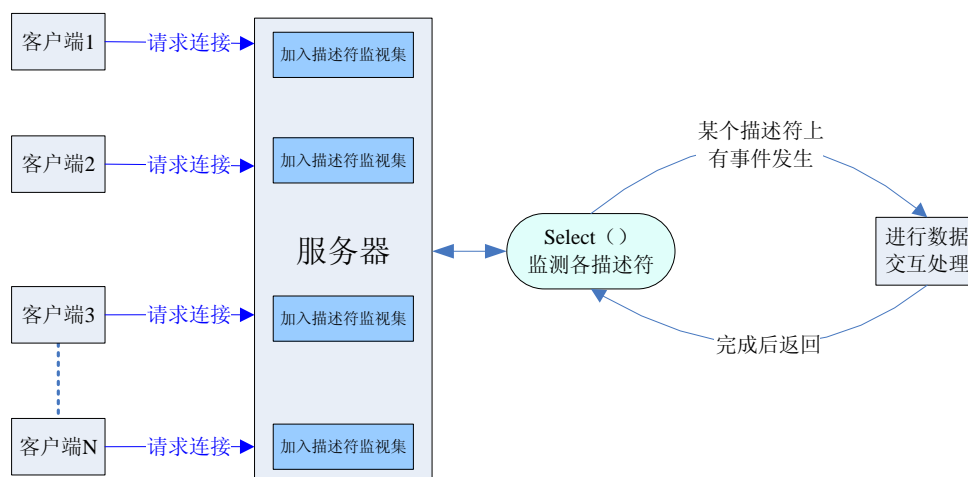 客户端1
请求连接
加入描述符监视集
客户端2
请求连接
加入描述符监视集
服务器
客户端3
请求连接
加入描述符监视集
客户端N
请求连接
加入描述符监视集
Select（）
监测各描述符
某个描述符上
有事件发生
进行数据
交互处理
完成后返回